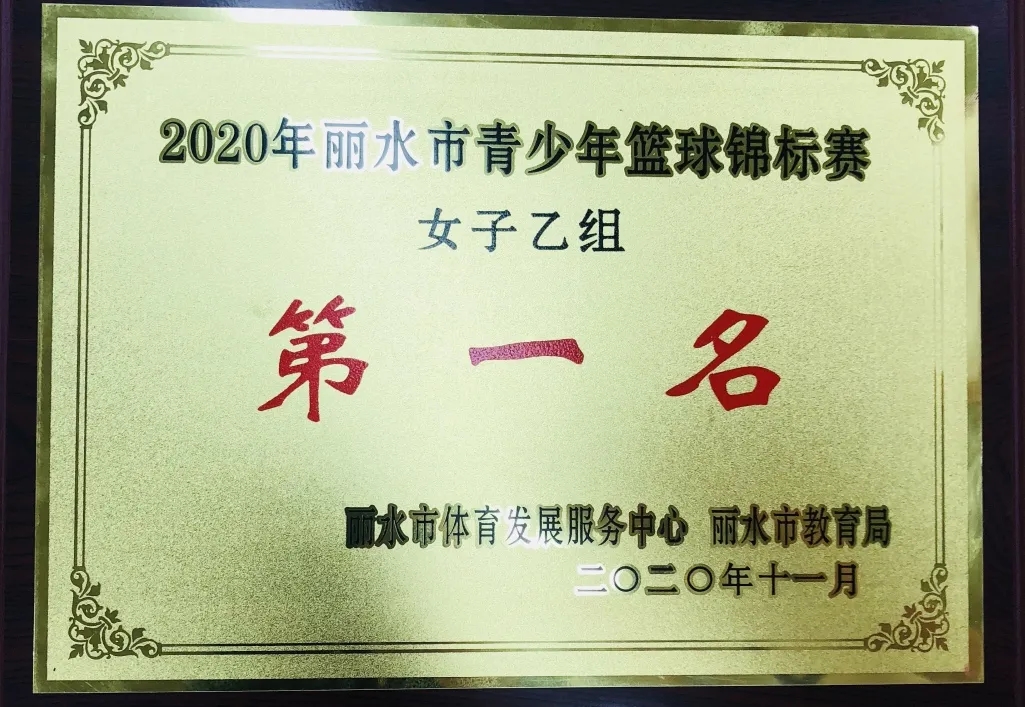 2020年丽水市青少年篮球锦标赛
女子乙组
第一名
丽水市体育发展服务中心 丽水市教育局
二〇二〇年十一月